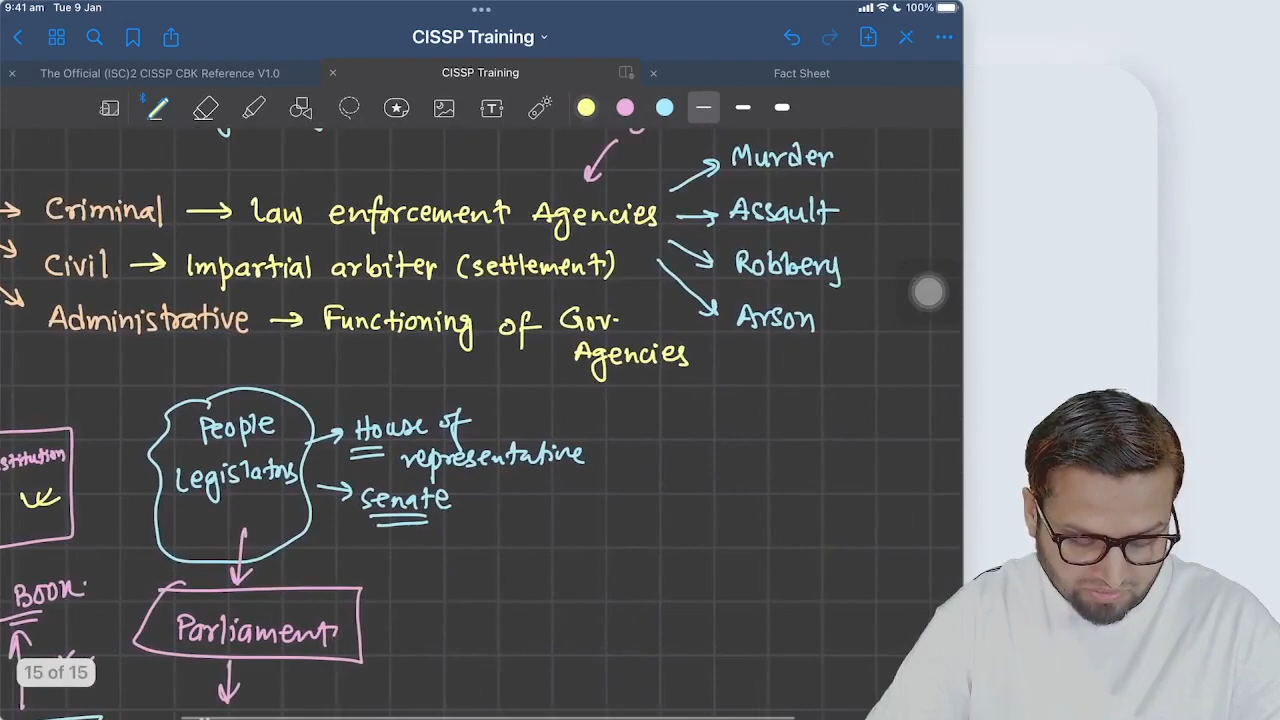 9:41 am Tue 9 Jan
100%
CISSP Training
The Official (ISC)2 CISSP CBK Reference V1.0
CISSP Training
Fact Sheet
Murder
Criminal → Law enforcement Agencies
Assault
Civil → Impartial arbiter (settlement)
Robbery
Administrative → Functioning of Gov.
Agencies
Arson
People
Legislators
House of
representative
Senate
stitution
Book.
Parliament
15 of 15